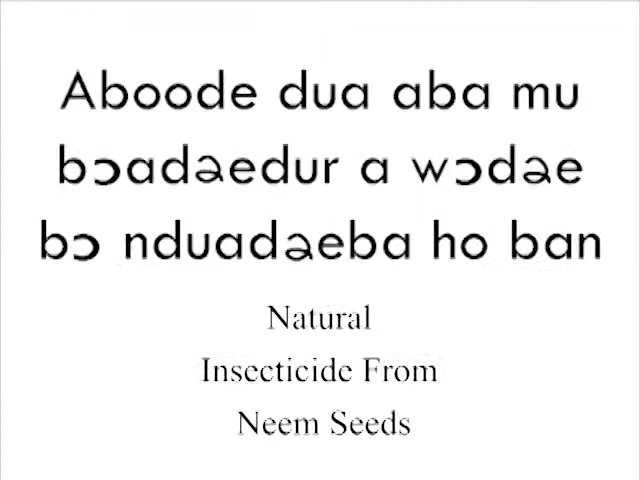 Aboode dua aba mu
bɔadəedur a wɔdəe
bɔ nduadəeba ho ban
Natural
Insecticide From
Neem Seeds